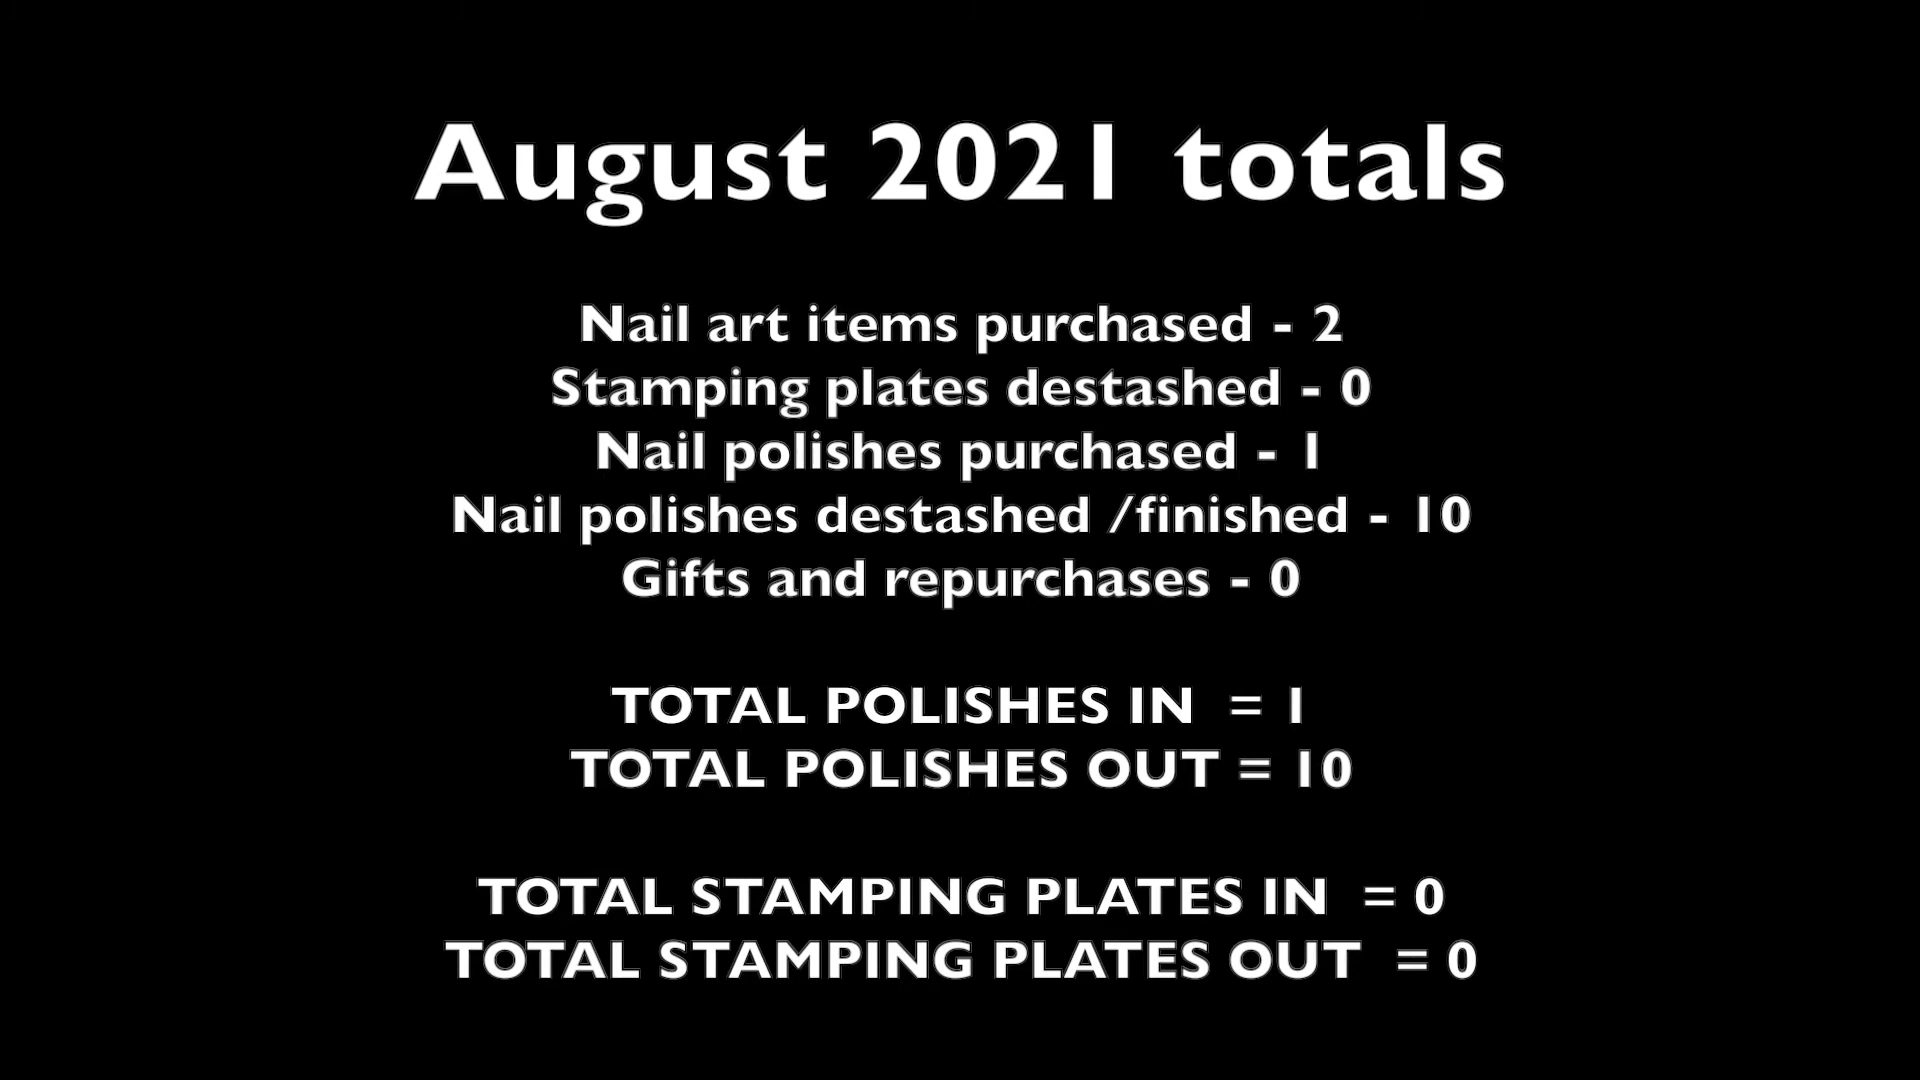 August 2021 totals
Nail art items purchased - 2
Stamping plates destashed - 0
Nail polishes purchased - 1
Nail polishes destashed /finished - 10
Gifts and repurchases - 0
TOTAL POLISHES IN  = 1
TOTAL POLISHES OUT = 10
TOTAL STAMPING PLATES IN  = 0
TOTAL STAMPING PLATES OUT  = 0